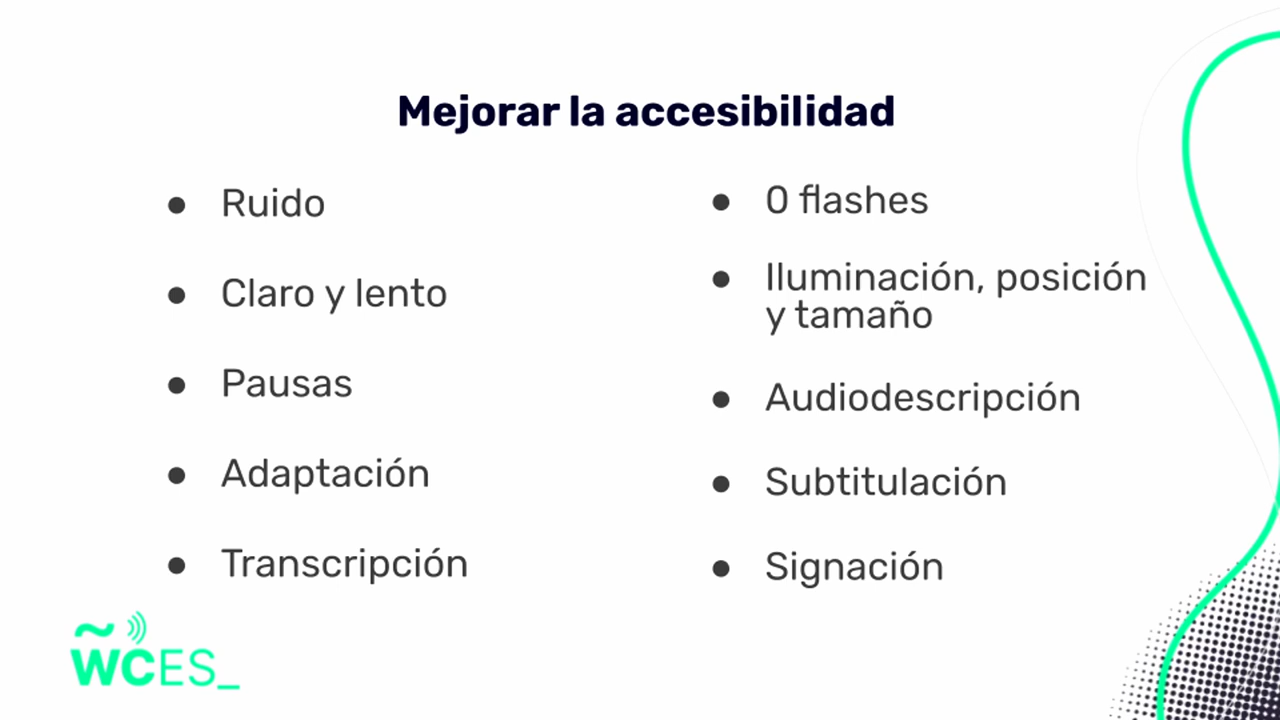 Mejorar la accesibilidad
● Ruido
● Claro y lento
● Pausas
● Adaptación
● Transcripción
● 0 flashes
● Iluminación, posición
y tamaño
● Audiodescripción
● Subtitulación
● Signación
~ WCES_